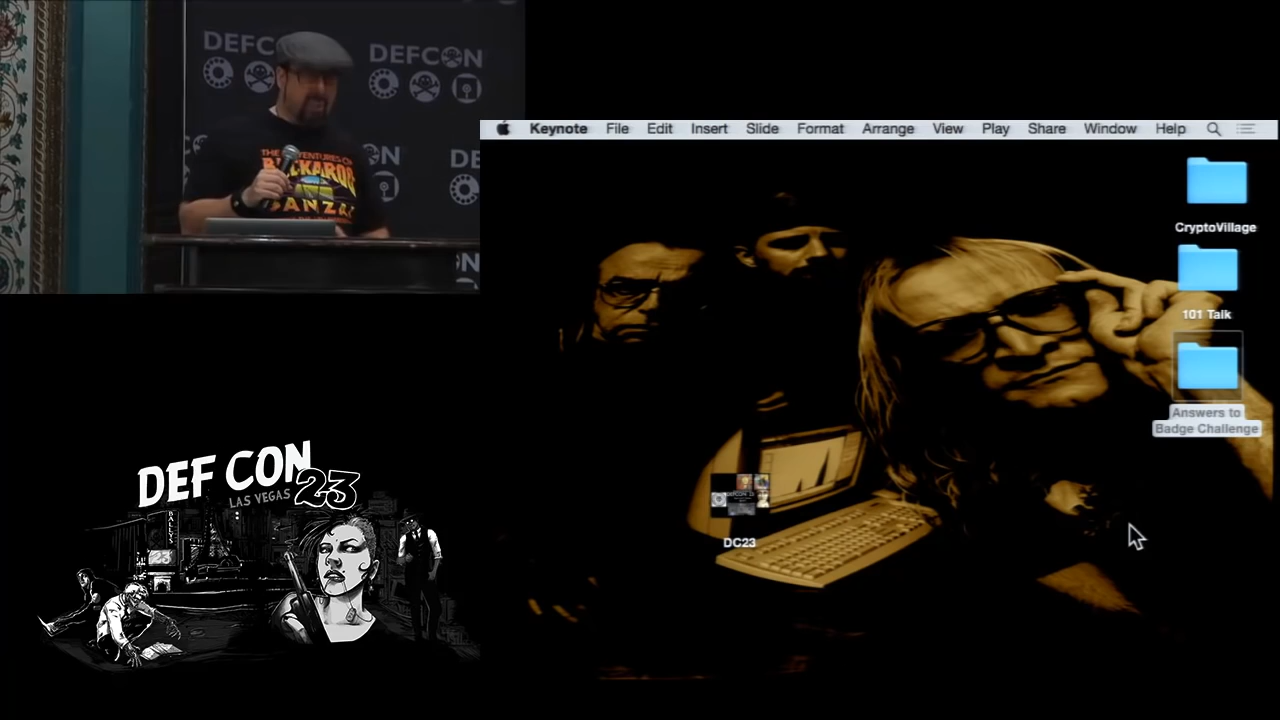 DEFCON
DEFCON
THE ADVENTURES OF
BUCKAROO
BANZAI
Keynote File Edit Insert Slide Format Arrange View Play Share Window Help
CryptoVillage
101 Talk
Answers to
Badge Challenge
DC23
DEF CON
LAS VEGAS 23
BALLYS